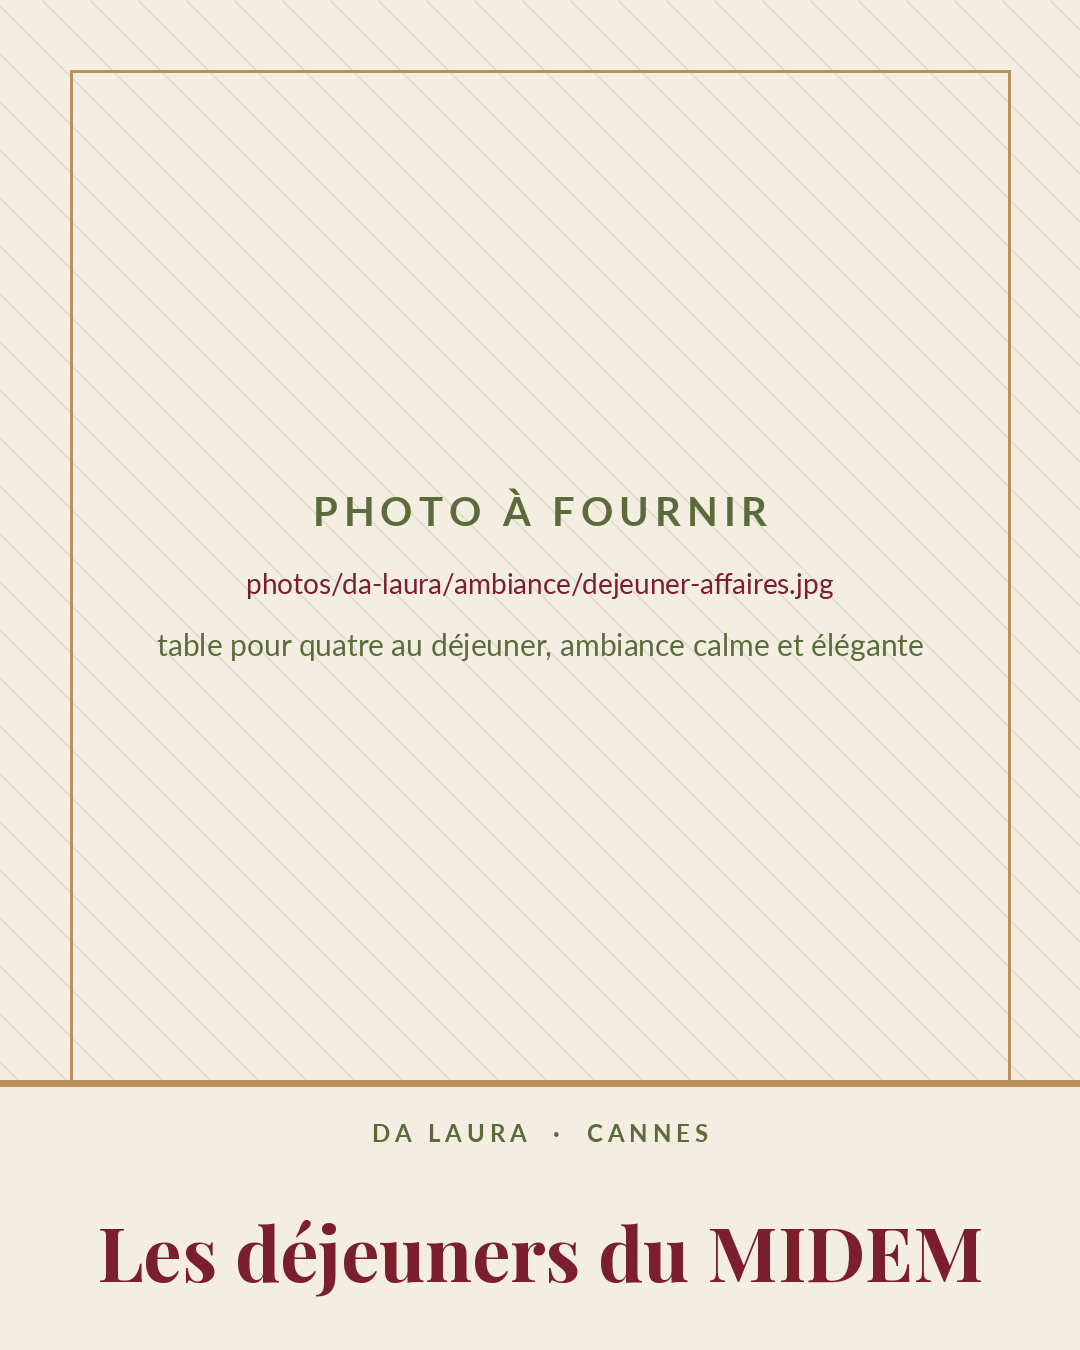 PHOTO À FOURNIR
photos/da-laura/ambiance/dejeuner-affaires.jpg
table pour quatre au déjeuner, ambiance calme et élégante
DA LAURA · CANNES
Les déjeuners du MIDEM